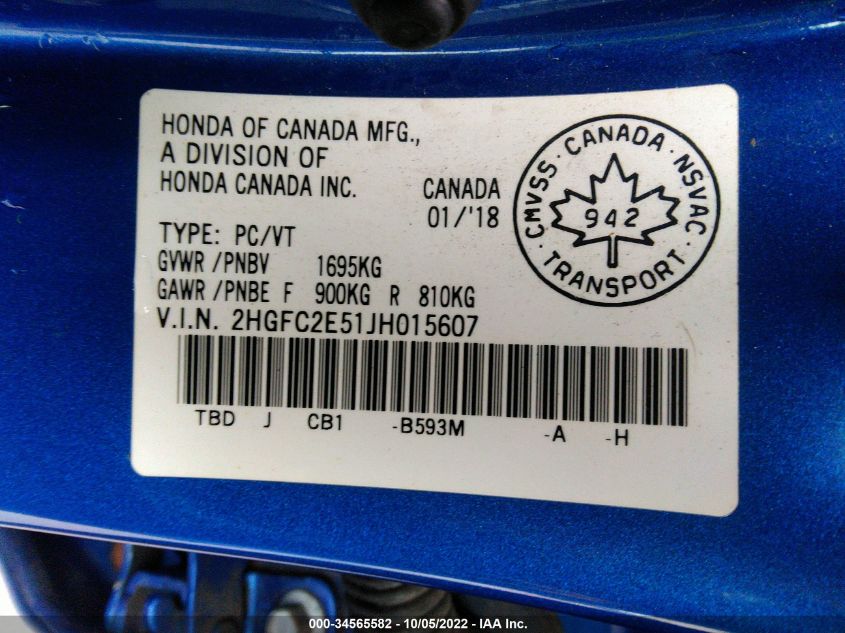 HONDA OF CANADA MFG.,
A DIVISION OF
HONDA CANADA INC.
CANADA
01/'18
TYPE: PC/VT
GVWR /PNBV 1695KG
GAWR /PNBE F 900KG R 810KG
V.I.N. 2HGFC2E51JH015607
CMVSS · CANADA · NSVAC
942
· TRANSPORT ·
TBD J CB1 -B593M -A -H
000-34565582 - 10/05/2022 - IAA Inc.